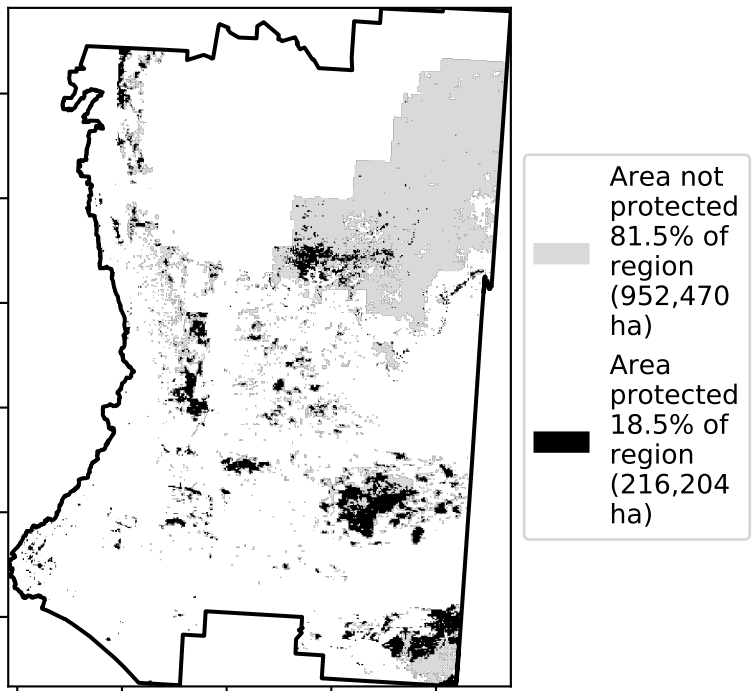 Area not
protected
81.5% of
region
(952,470
ha)
Area
protected
18.5% of
region
(216,204
ha)